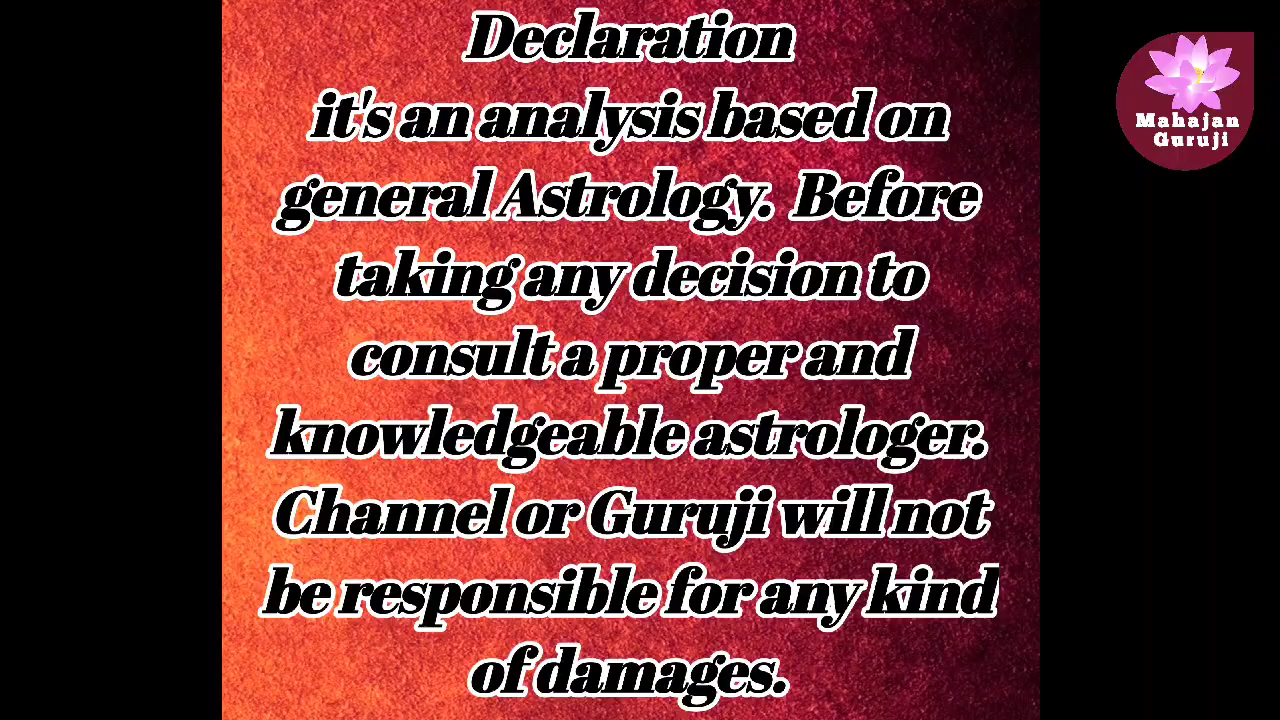 Declaration
it's an analysis based on
general Astrology. Before
taking any decision to
consult a proper and
knowledgeable astrologer.
Channel or Guruji will not
be responsible for any kind
of damages.
Mahajan
Guruji